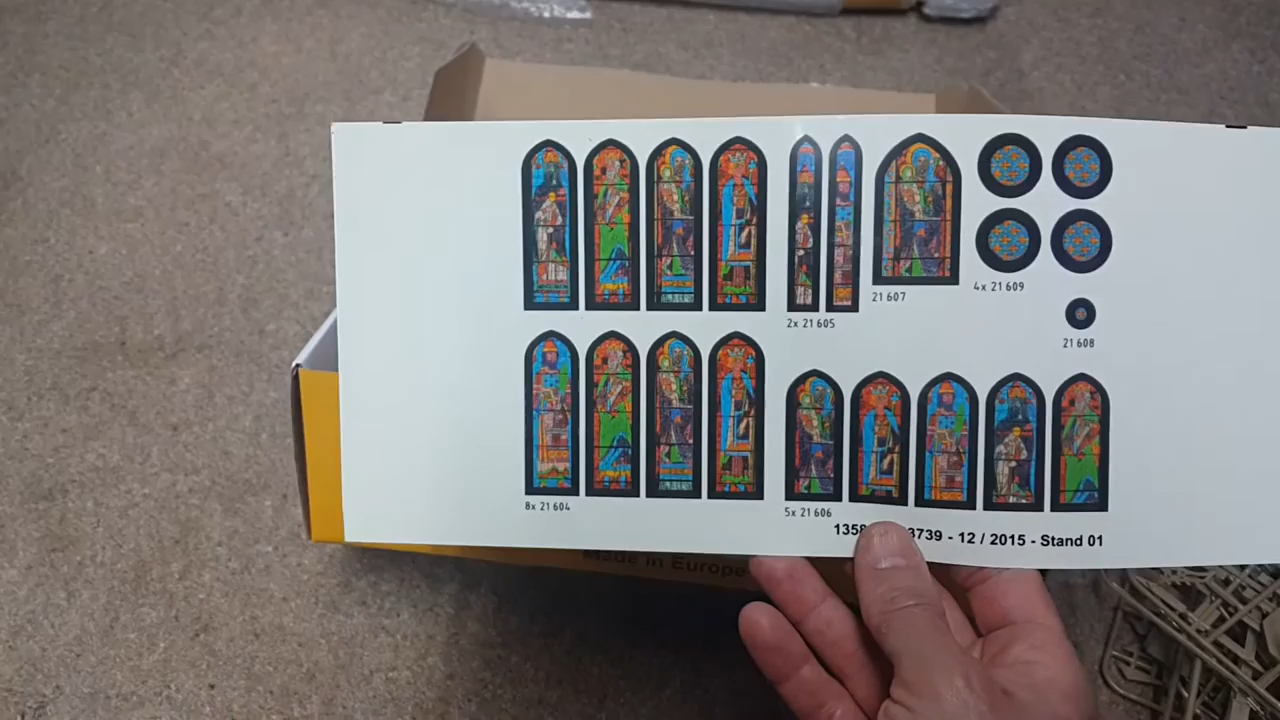 2x 21 605
21 607
4x 21 609
21 608
8x 21 604
5x 21 606
1358 3739 - 12 / 2015 - Stand 01
Made in Europe